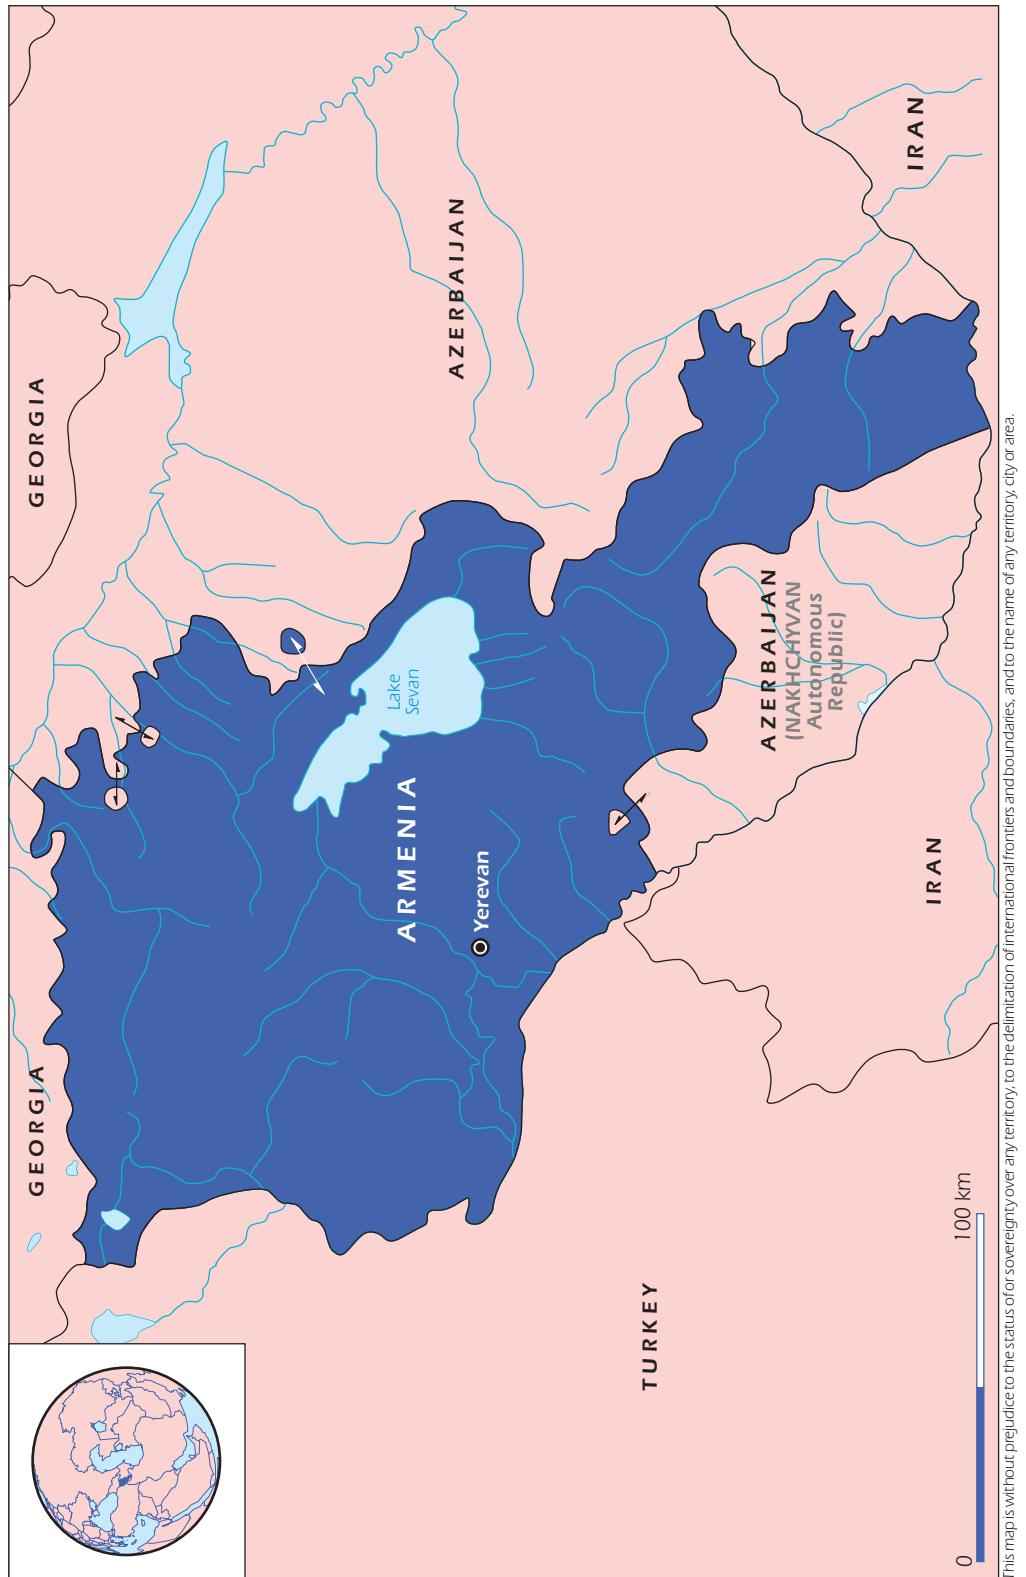 GEORGIA
GEORGIA
AZERBAIJAN
ARMENIA
Lake
Sevan
Yerevan
TURKEY
AZERBAIJAN
(NAKHCHYVAN
Autonomous
Republic)
IRAN
IRAN
0
100 km
This map is without prejudice to the status of or sovereignty over any territory, to the delimitation of international frontiers and boundaries, and to the name of any territory, city or area.